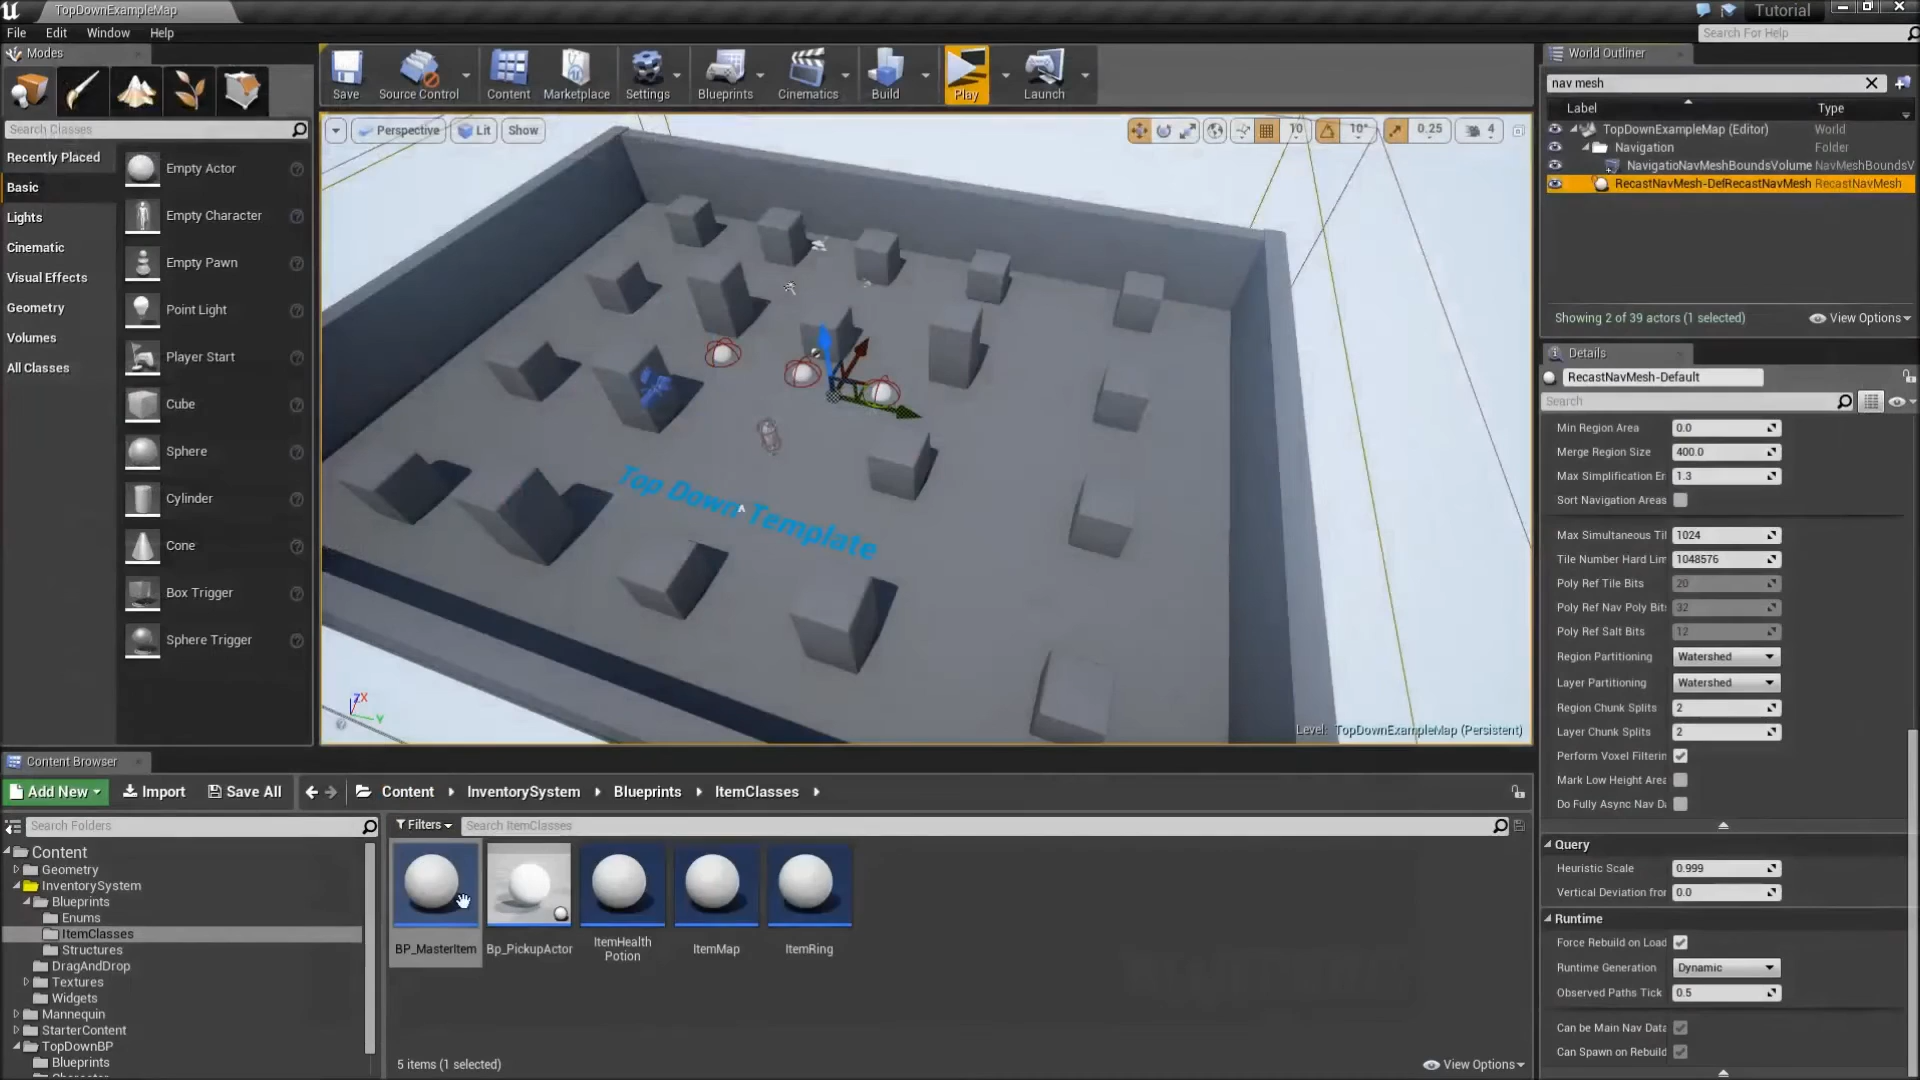 TopDownExampleMap
Tutorial
File Edit Window Help
Search For Help
Modes
Search Classes
Recently Placed
Basic
Lights
Cinematic
Visual Effects
Geometry
Volumes
All Classes
Empty Actor
Empty Character
Empty Pawn
Point Light
Player Start
Cube
Sphere
Cylinder
Cone
Box Trigger
Sphere Trigger
Save
Source Control
Content
Marketplace
Settings
Blueprints
Cinematics
Build
Play
Launch
Perspective Lit Show
10 10° 0.25 4
Top Down Template
Level: TopDownExampleMap (Persistent)
World Outliner
nav mesh
Label Type
TopDownExampleMap (Editor) World
Navigation Folder
NavigatioNavMeshBoundsVolume NavMeshBoundsV
RecastNavMesh-DefRecastNavMesh RecastNavMesh
Showing 2 of 39 actors (1 selected)
View Options
Details
RecastNavMesh-Default
Search
Min Region Area 0.0
Merge Region Size 400.0
Max Simplification Er 1.3
Sort Navigation Areas
Max Simultaneous Til 1024
Tile Number Hard Lim 1048576
Poly Ref Tile Bits 20
Poly Ref Nav Poly Bits 32
Poly Ref Salt Bits 12
Region Partitioning Watershed
Layer Partitioning Watershed
Region Chunk Splits 2
Layer Chunk Splits 2
Perform Voxel Filterin
Mark Low Height Area
Do Fully Async Nav Da
Query
Heuristic Scale 0.999
Vertical Deviation from 0.0
Runtime
Force Rebuild on Load
Runtime Generation Dynamic
Observed Paths Tick 0.5
Can be Main Nav Data
Can Spawn on Rebuild
Content Browser
Add New Import Save All Content InventorySystem Blueprints ItemClasses
Search Folders
Filters
Search ItemClasses
Content
Geometry
InventorySystem
Blueprints
Enums
ItemClasses
Structures
DragAndDrop
Textures
Widgets
Mannequin
StarterContent
TopDownBP
Blueprints
BP_MasterItem
Bp_PickupActor
ItemHealth
Potion
ItemMap
ItemRing
5 items (1 selected)
View Options